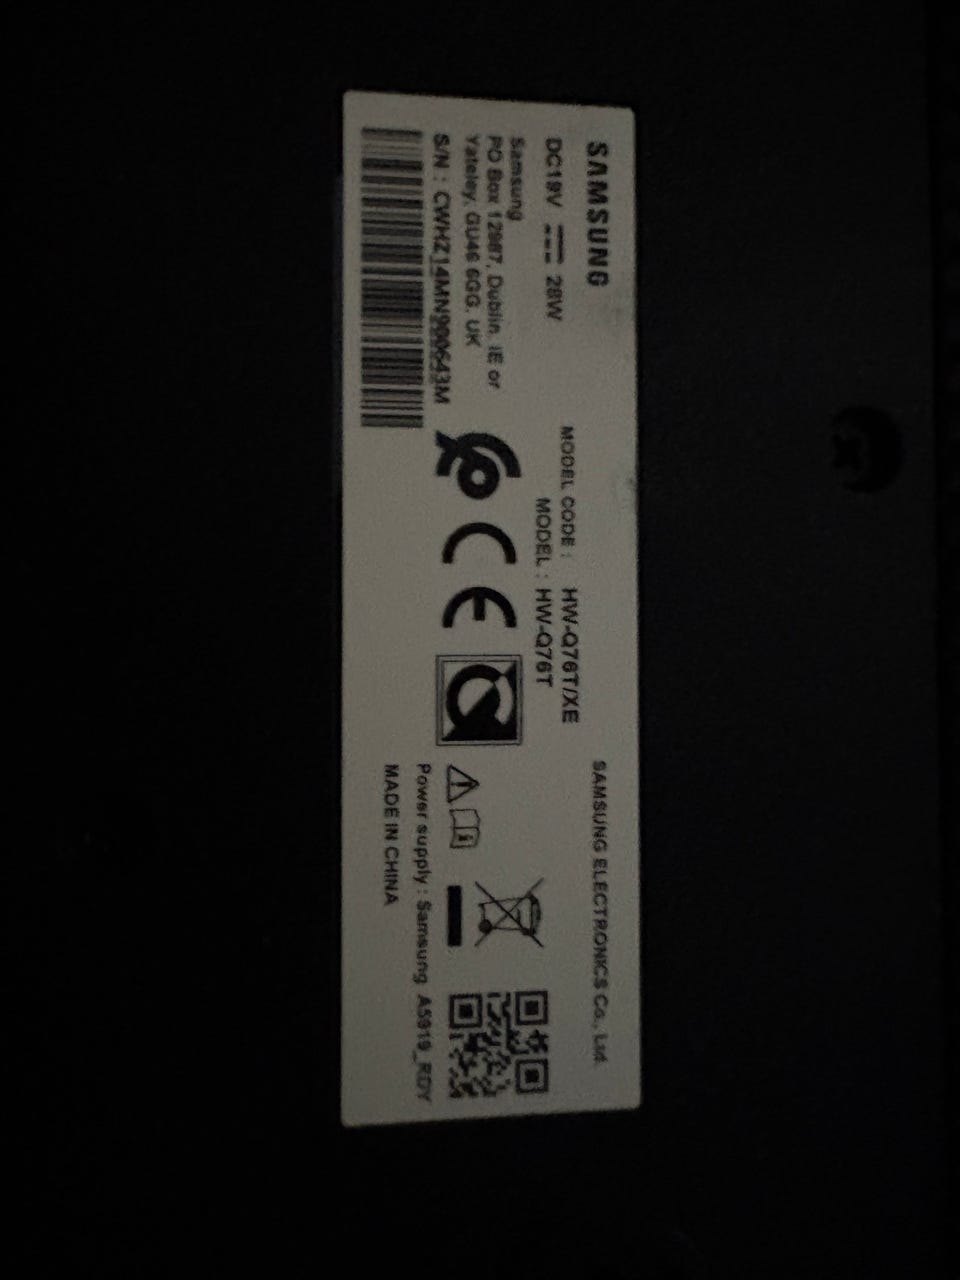 SAMSUNG
DC19V 28W
Samsung
PO Box 12987, Dublin. IE or
Yateley, GU46 6GG. UK
S/N : CWHZ14MN900643M
MODEL CODE : HW-Q76T/XE
MODEL : HW-Q76T
SAMSUNG ELECTRONICS Co., Ltd.
Power supply : Samsung A5919_RDY
MADE IN CHINA